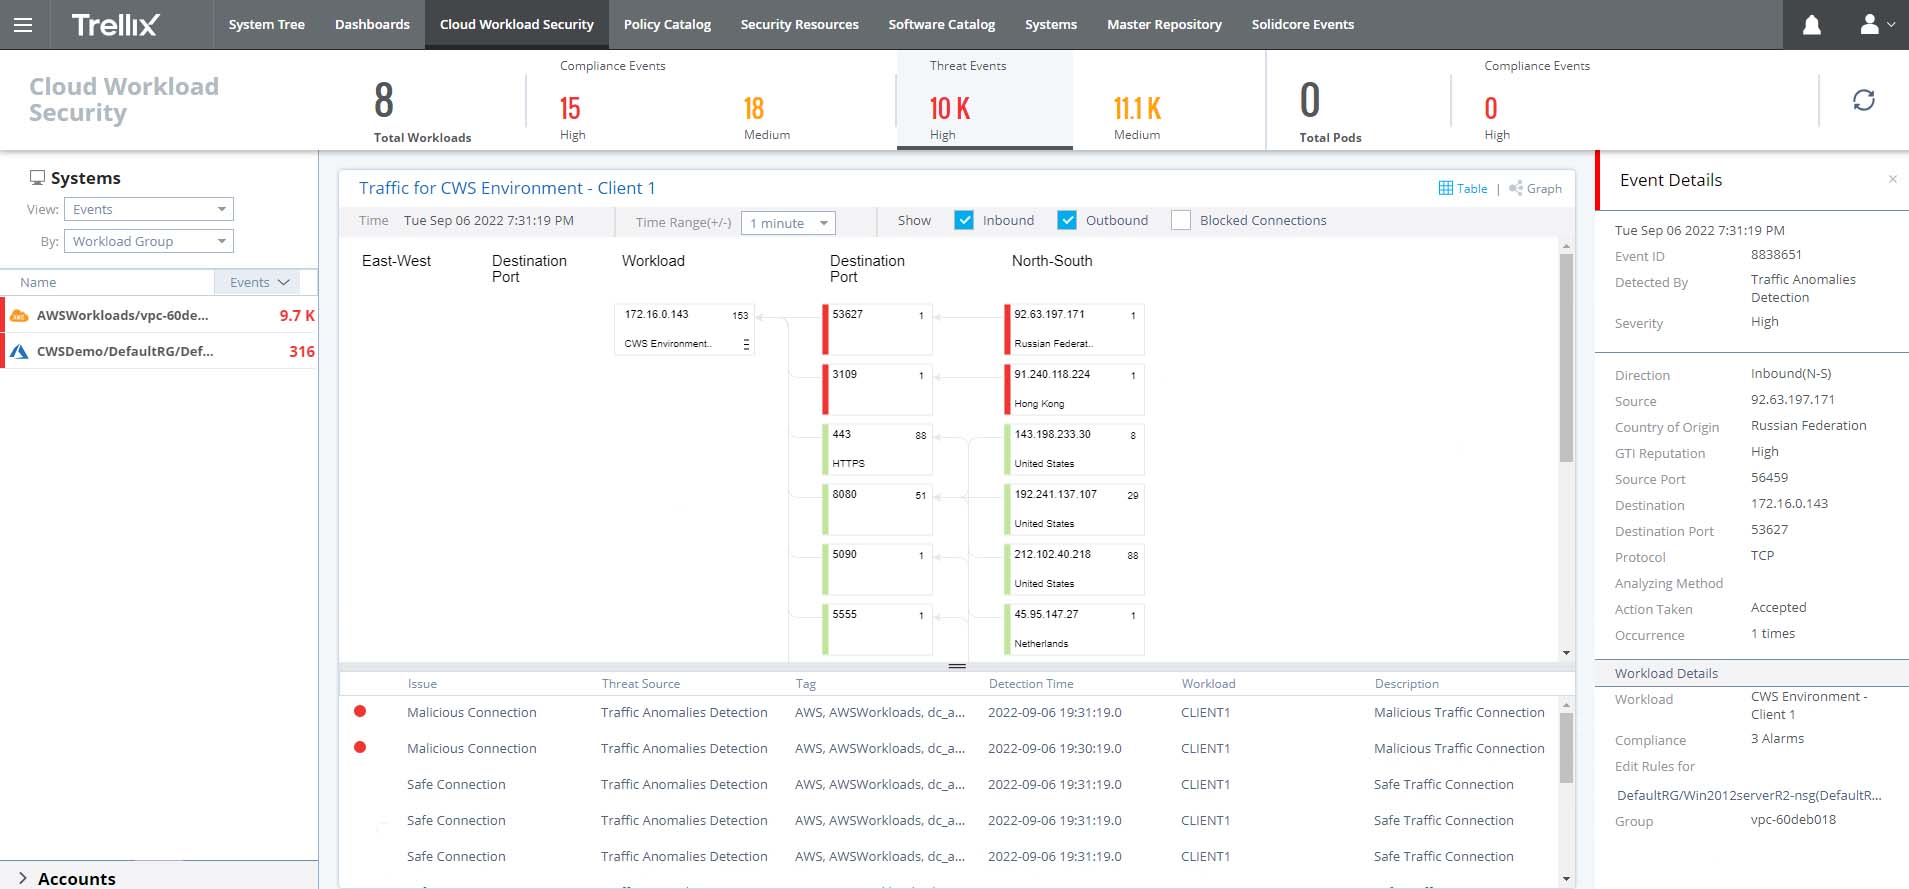 Trellix
System Tree
Dashboards
Cloud Workload Security
Policy Catalog
Security Resources
Software Catalog
Systems
Master Repository
Solidcore Events
Cloud Workload
Security
8
Total Workloads
Compliance Events
15
High
18
Medium
Threat Events
10 K
High
11.1 K
Medium
0
Total Pods
Compliance Events
0
High
Systems
View: Events
By: Workload Group
Name Events
AWSWorkloads/vpc-60de... 9.7 K
CWSDemo/DefaultRG/Def... 316
Accounts
Traffic for CWS Environment - Client 1
Table | Graph
Time Tue Sep 06 2022 7:31:19 PM
Time Range(+/-) 1 minute
Show Inbound Outbound Blocked Connections
East-West
Destination
Port
Workload
Destination
Port
North-South
172.16.0.143 153
CWS Environment..
53627 1
92.63.197.171 1
Russian Federat..
3109 1
91.240.118.224 1
Hong Kong
443 88
HTTPS
143.198.233.30 8
United States
8080 51
192.241.137.107 29
United States
5090 1
212.102.40.218 88
United States
5555 1
45.95.147.27 1
Netherlands
Issue Threat Source Tag Detection Time Workload Description
Malicious Connection Traffic Anomalies Detection AWS, AWSWorkloads, dc_a... 2022-09-06 19:31:19.0 CLIENT1 Malicious Traffic Connection
Malicious Connection Traffic Anomalies Detection AWS, AWSWorkloads, dc_a... 2022-09-06 19:30:19.0 CLIENT1 Malicious Traffic Connection
Safe Connection Traffic Anomalies Detection AWS, AWSWorkloads, dc_a... 2022-09-06 19:31:19.0 CLIENT1 Safe Traffic Connection
Safe Connection Traffic Anomalies Detection AWS, AWSWorkloads, dc_a... 2022-09-06 19:31:19.0 CLIENT1 Safe Traffic Connection
Safe Connection Traffic Anomalies Detection AWS, AWSWorkloads, dc_a... 2022-09-06 19:31:19.0 CLIENT1 Safe Traffic Connection
Event Details
Tue Sep 06 2022 7:31:19 PM
Event ID 8838651
Detected By Traffic Anomalies
Detection
Severity High
Direction Inbound(N-S)
Source 92.63.197.171
Country of Origin Russian Federation
GTI Reputation High
Source Port 56459
Destination 172.16.0.143
Destination Port 53627
Protocol TCP
Analyzing Method
Action Taken Accepted
Occurrence 1 times
Workload Details
Workload CWS Environment -
Client 1
Compliance 3 Alarms
Edit Rules for
DefaultRG/Win2012serverR2-nsg(DefaultR...
Group vpc-60deb018